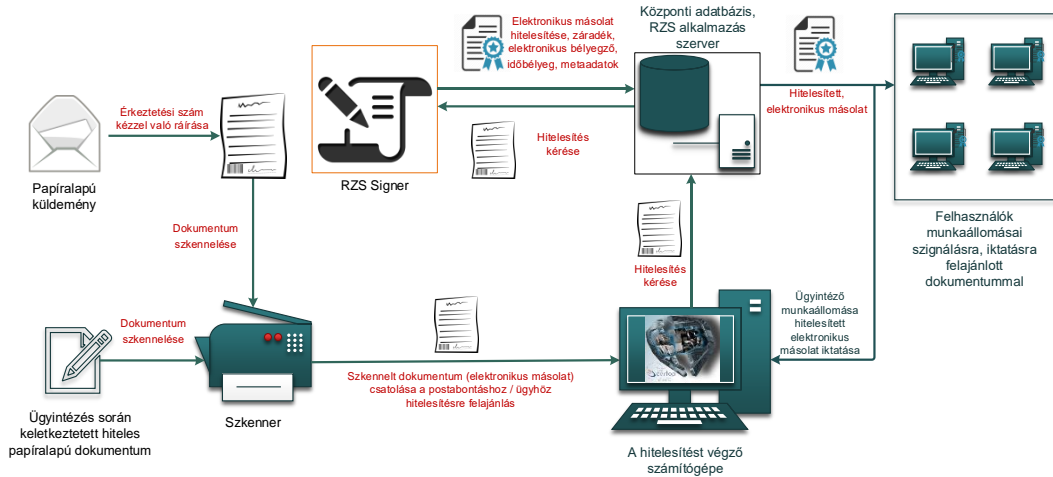 Elektronikus másolat
hitelesítése, záradék,
elektronikus bélyegző,
időbélyeg, metaadatok
Központi adatbázis,
RZS alkalmazás
szerver
Érkeztetési szám
kézzel való ráírása
Papíralapú
küldemény
RZS Signer
Hitelesítés
kérése
Hitelesített,
elektronikus másolat
Felhasználók
munkaállomásai
szignálásra, iktatásra
felajánlott
dokumentummal
Dokumentum
szkennelése
Hitelesítés
kérése
Ügyintéző
munkaállomása
hitelesített
elektronikus
másolat iktatása
Dokumentum
szkennelése
Szkennelt dokumentum (elektronikus másolat)
csatolása a postabontáshoz / ügyhöz
hitelesítésre felajánlás
Ügyintézés során
keletkeztetett hiteles
papíralapú dokumentum
Szkenner
A hitelesítést végző
számítógépe